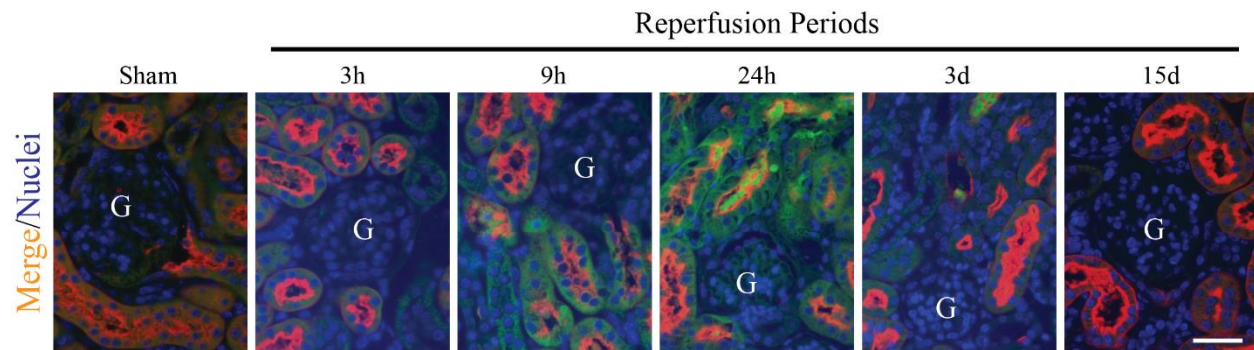 Reperfusion Periods
Sham 3h 9h 24h 3d 15d
Merge/Nuclei
G G G G G G